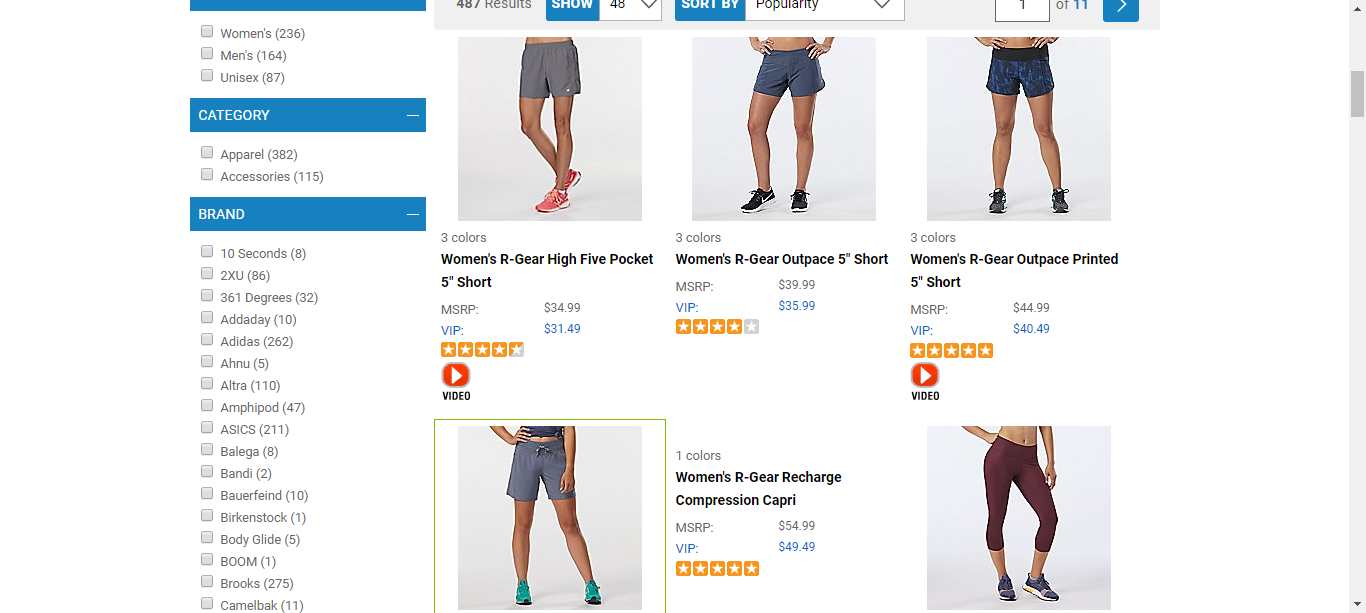 487 Results
SHOW
48
SORT BY
Popularity
1
of 11
Women's (236)
Men's (164)
Unisex (87)
CATEGORY
Apparel (382)
Accessories (115)
BRAND
10 Seconds (8)
2XU (86)
361 Degrees (32)
Addaday (10)
Adidas (262)
Ahnu (5)
Altra (110)
Amphipod (47)
ASICS (211)
Balega (8)
Bandi (2)
Bauerfeind (10)
Birkenstock (1)
Body Glide (5)
BOOM (1)
Brooks (275)
Camelbak (11)
3 colors
Women's R-Gear High Five Pocket
5" Short
MSRP: $34.99
VIP: $31.49
VIDEO
3 colors
Women's R-Gear Outpace 5" Short
MSRP: $39.99
VIP: $35.99
3 colors
Women's R-Gear Outpace Printed
5" Short
MSRP: $44.99
VIP: $40.49
VIDEO
1 colors
Women's R-Gear Recharge
Compression Capri
MSRP: $54.99
VIP: $49.49